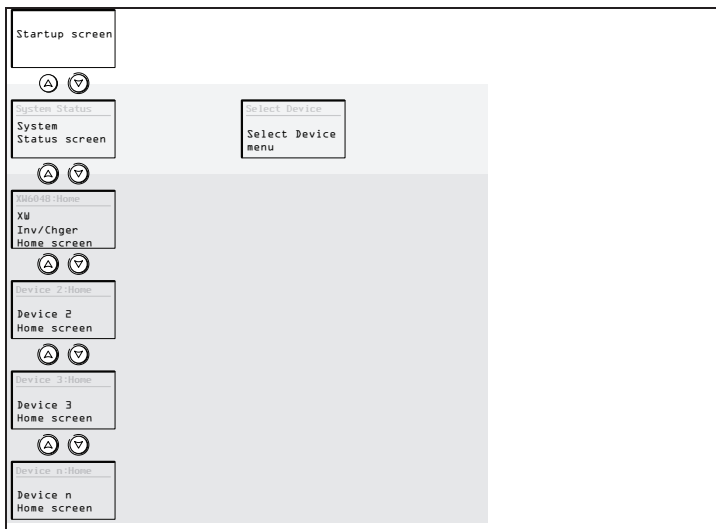 Startup screen
System Status
System
Status screen
Select Device
Select Device
menu
XW6048:Home
XW
Inv/Chger
Home screen
Device 2:Home
Device 2
Home screen
Device 3:Home
Device 3
Home screen
Device n:Home
Device n
Home screen